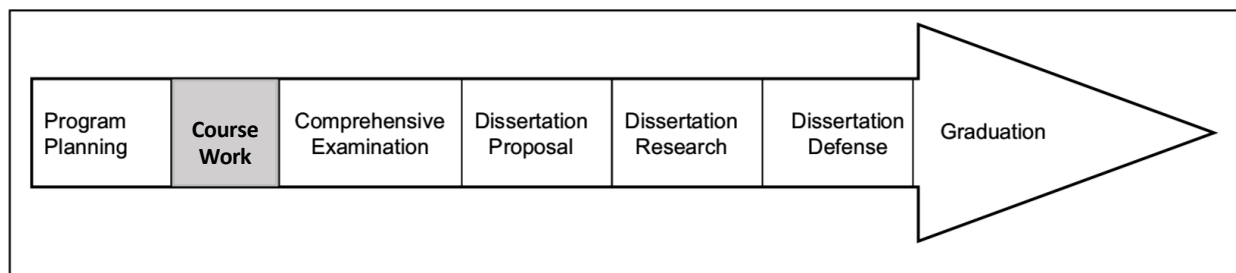 Program
Planning
Course
Work
Comprehensive
Examination
Dissertation
Proposal
Dissertation
Research
Dissertation
Defense
Graduation